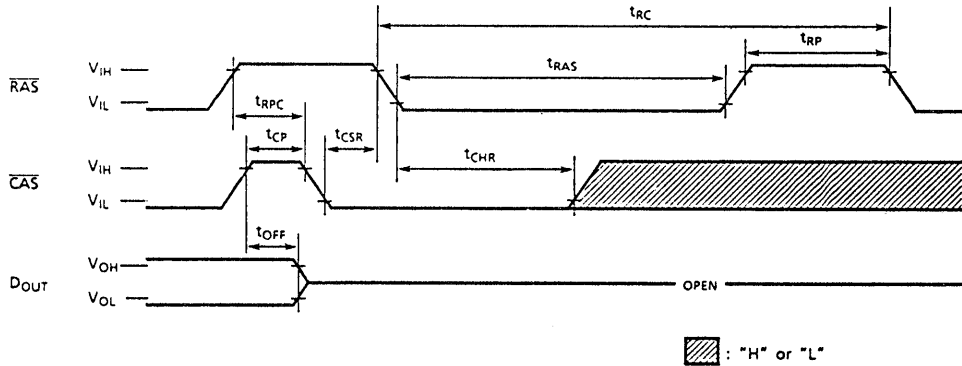 tRC
tRP
tRAS
RAS
VIH
VIL
tRPC
tCP
tCSR
tCHR
CAS
VIH
VIL
tOFF
DOUT
VOH
VOL
OPEN
: "H" or "L"